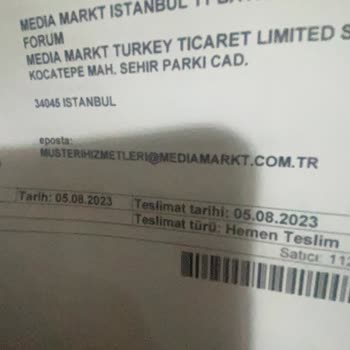 MEDIA MARKT ISTANBUL
FORUM
MEDIA MARKT TURKEY TICARET LIMITED
KOCATEPE MAH. SEHIR PARKI CAD.
34045 ISTANBUL
eposta:
MUSTERIHIZMETLERI@MEDIAMARKT.COM.TR
Tarih: 05.08.2023
Teslimat tarihi: 05.08.2023
Teslimat türü: Hemen Teslim
Satıcı: 112